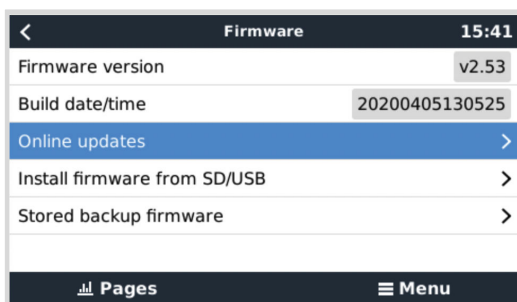 Firmware 15:41
Firmware version v2.53
Build date/time 20200405130525
Online updates
Install firmware from SD/USB
Stored backup firmware
Pages Menu